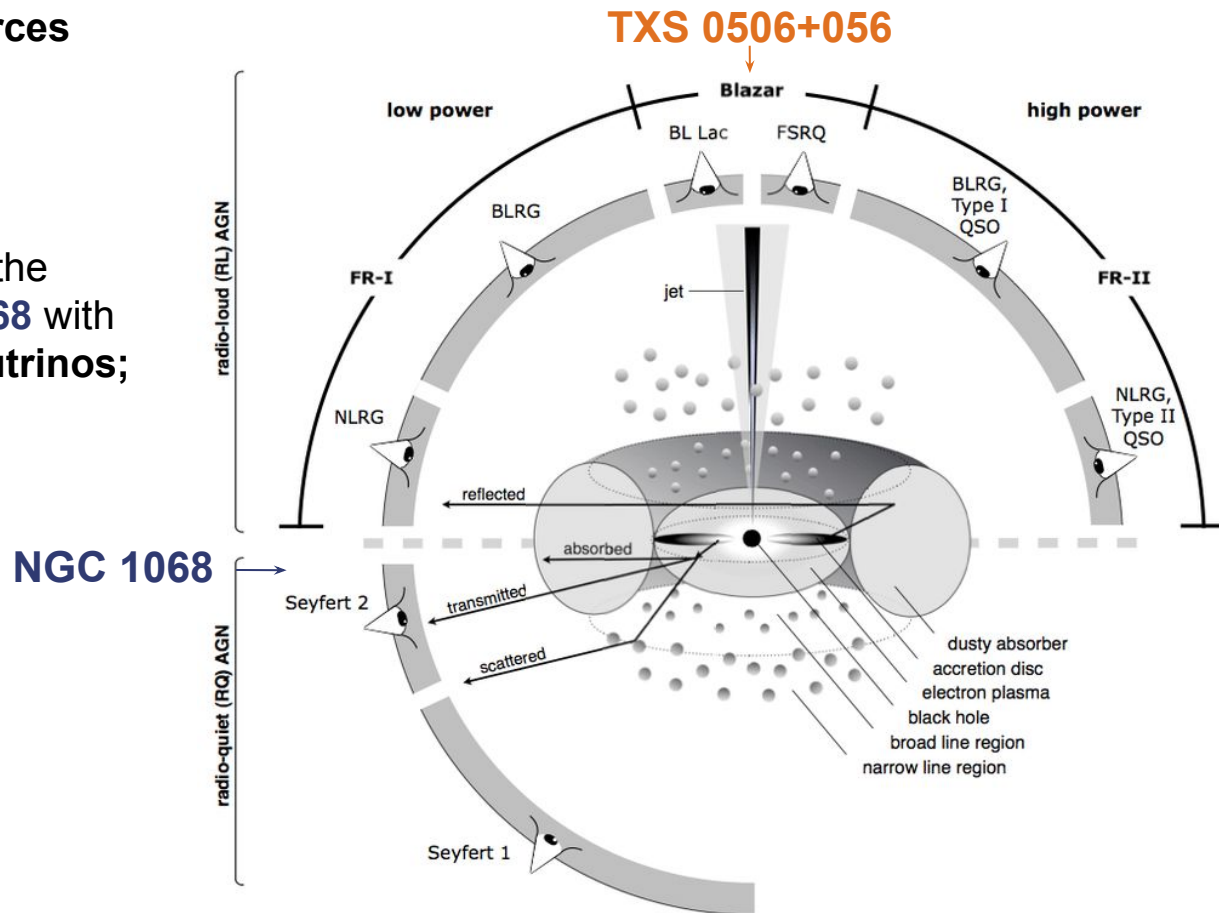 rces
TXS 0506+056
Blazar
low power
high power
BL Lac
FSRQ
BLRG
BLRG,
Type I
QSO
radio-loud (RL) AGN
the
FR-I
FR-II
68 with
jet
utrinos;
NLRG
NLRG,
Type II
QSO
reflected
absorbed
NGC 1068
Seyfert 2
transmitted
scattered
radio-quiet (RQ) AGN
dusty absorber
accretion disc
electron plasma
black hole
broad line region
narrow line region
Seyfert 1